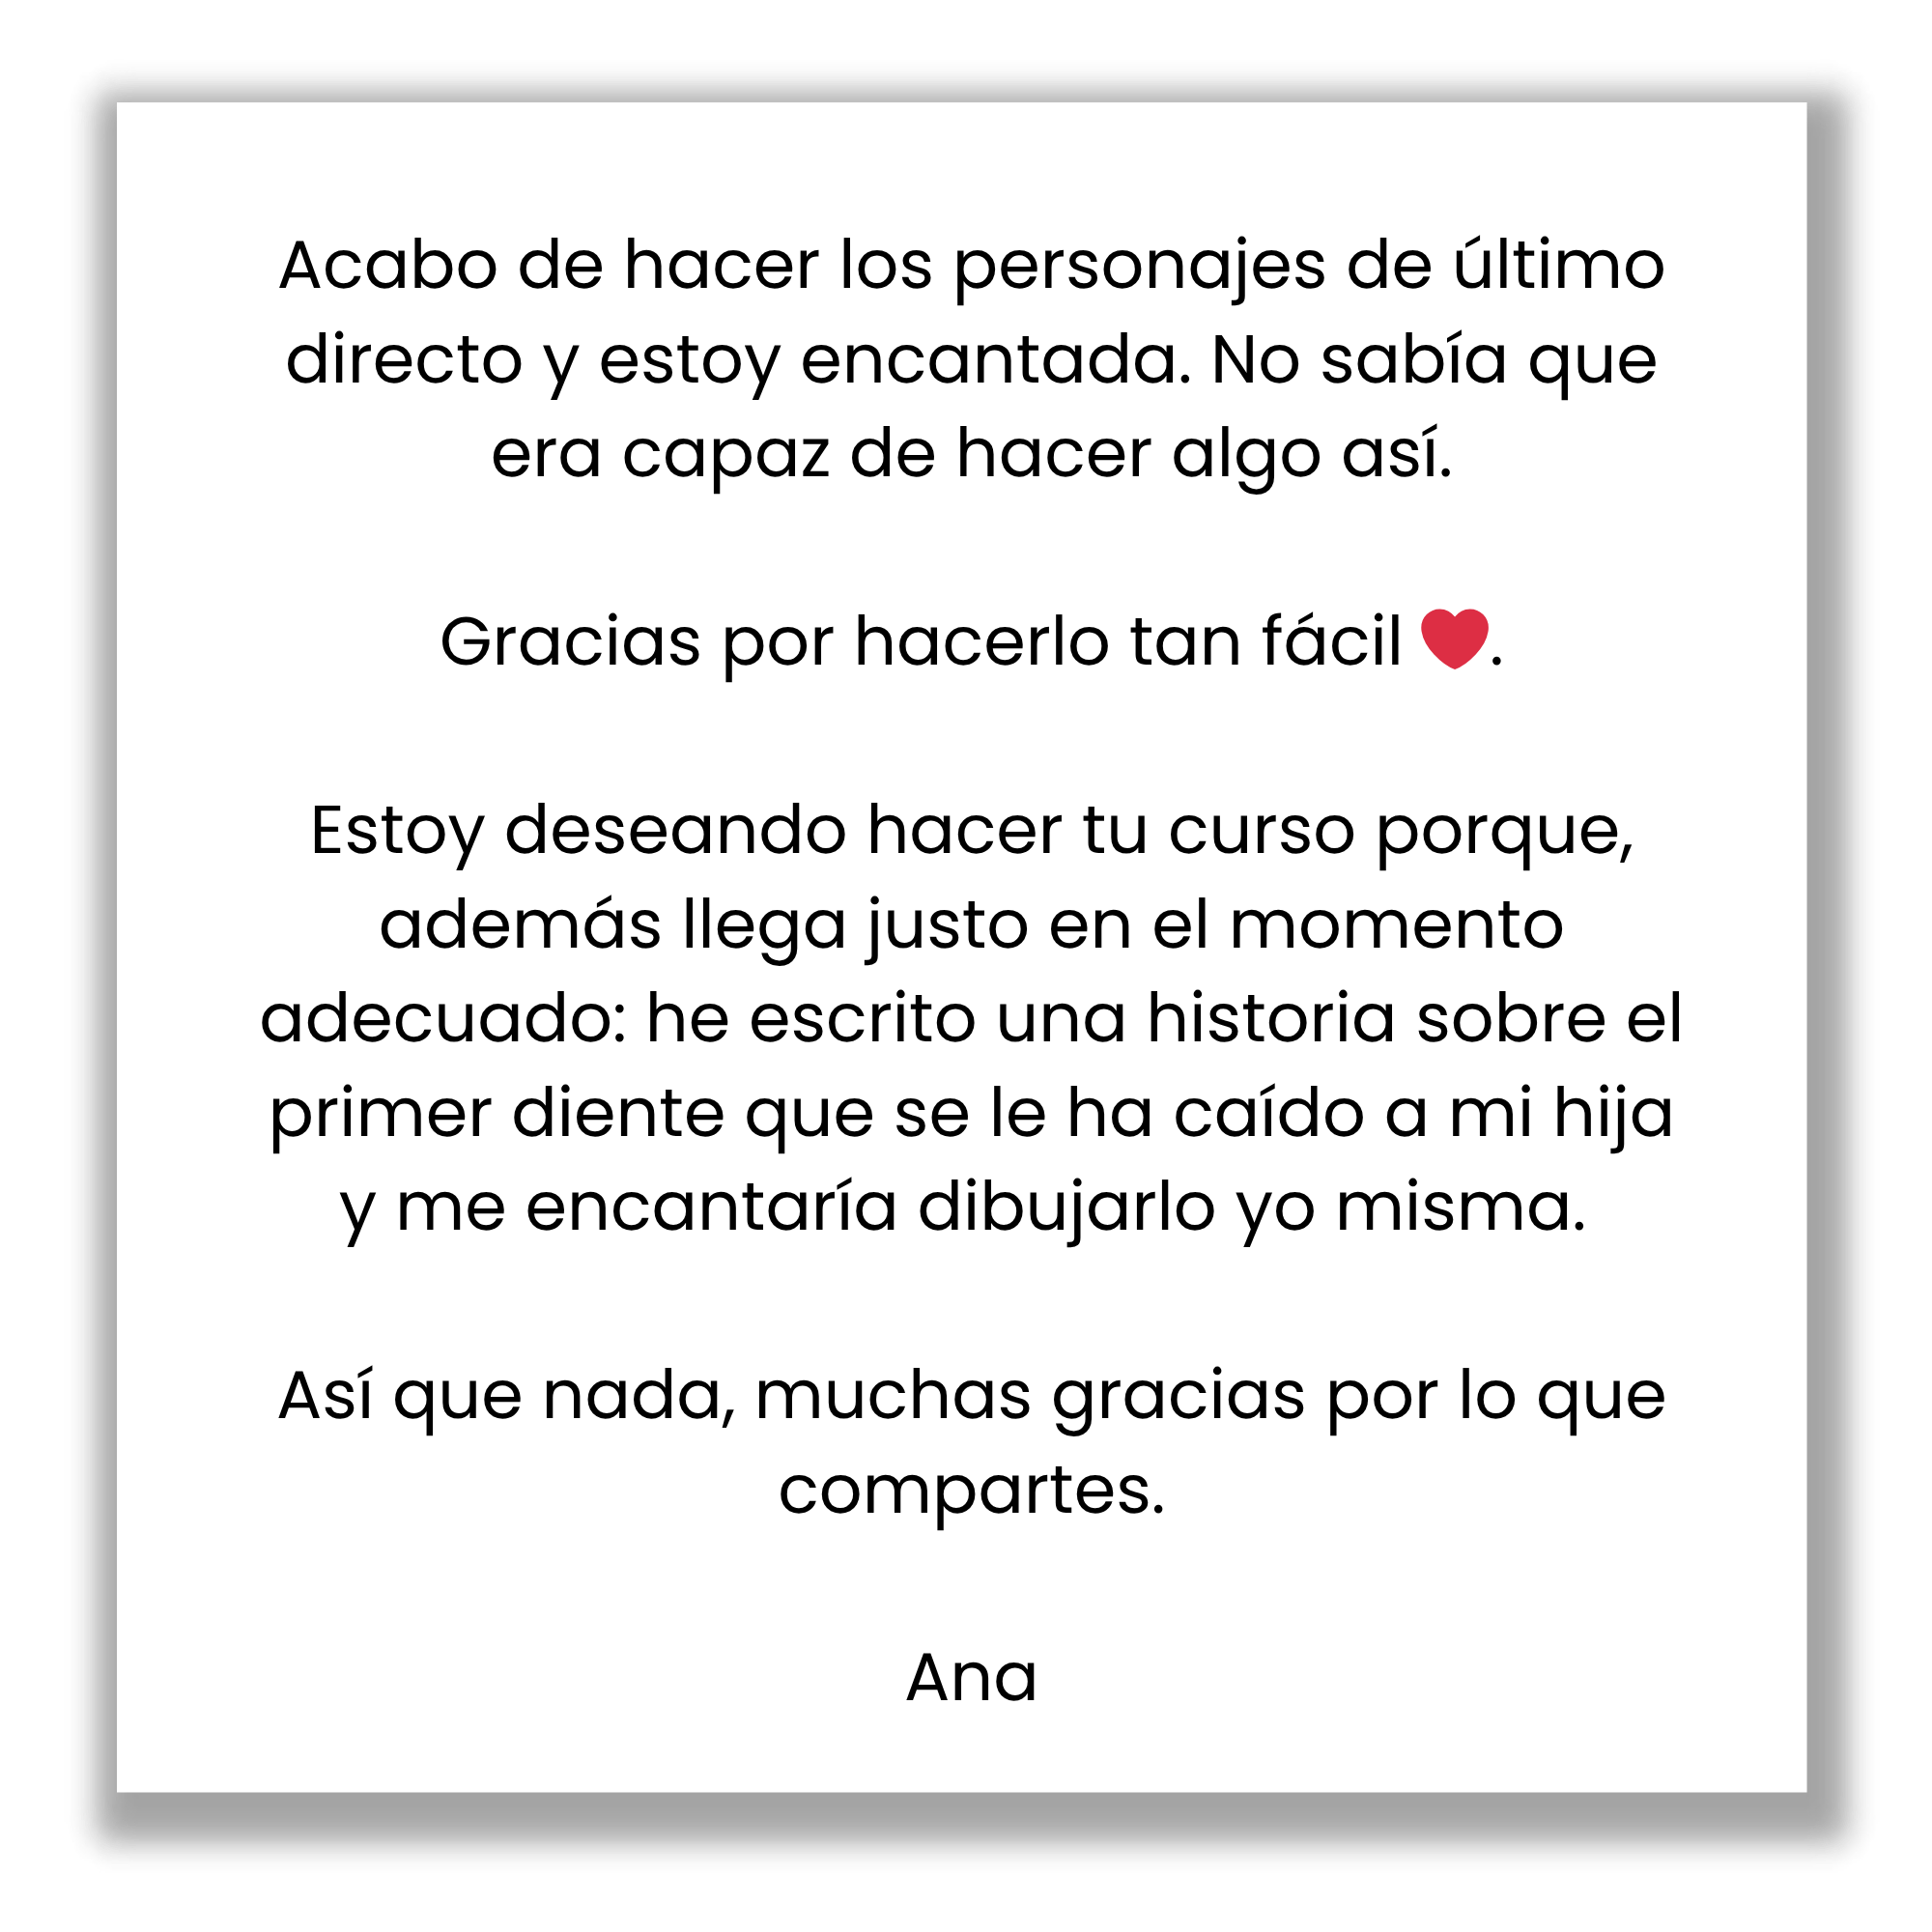 Acabo de hacer los personajes de último
directo y estoy encantada. No sabía que
era capaz de hacer algo así.
Gracias por hacerlo tan fácil ❤️.
Estoy deseando hacer tu curso porque,
además llega justo en el momento
adecuado: he escrito una historia sobre el
primer diente que se le ha caído a mi hija
y me encantaría dibujarlo yo misma.
Así que nada, muchas gracias por lo que
compartes.
Ana